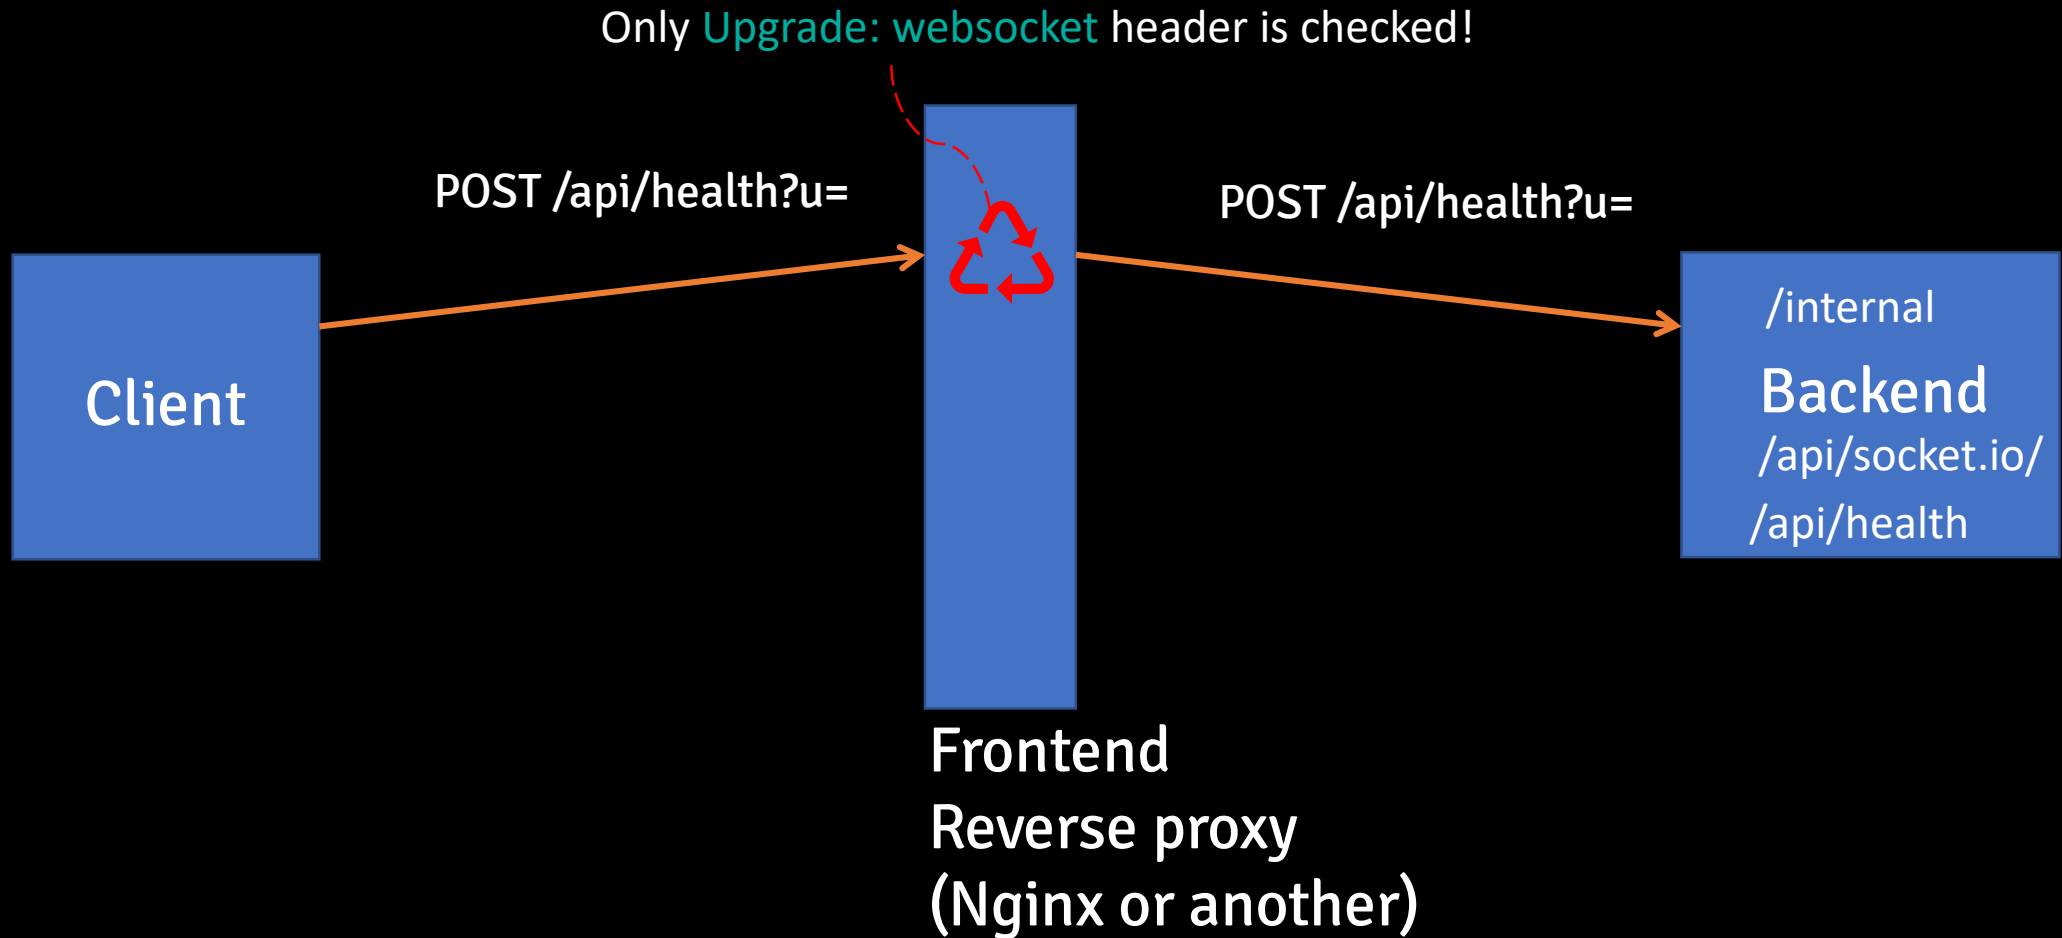 Only Upgrade: websocket header is checked!
POST /api/health?u=
POST /api/health?u=
Client
/internal
Backend
/api/socket.io/
/api/health
Frontend
Reverse proxy
(Nginx or another)